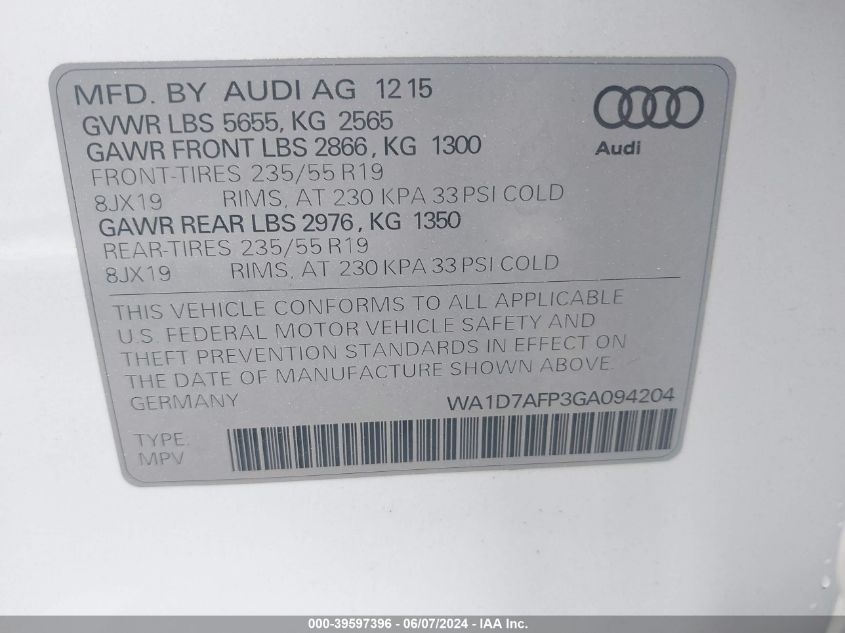 MFD. BY AUDI AG 12 15
GVWR LBS 5655, KG 2565
GAWR FRONT LBS 2866, KG 1300
FRONT-TIRES 235/55 R19
8JX19 RIMS, AT 230 KPA 33 PSI COLD
GAWR REAR LBS 2976, KG 1350
REAR-TIRES 235/55 R19
8JX19 RIMS, AT 230 KPA 33 PSI COLD
Audi
THIS VEHICLE CONFORMS TO ALL APPLICABLE
U.S. FEDERAL MOTOR VEHICLE SAFETY AND
THEFT PREVENTION STANDARDS IN EFFECT ON
THE DATE OF MANUFACTURE SHOWN ABOVE.
GERMANY WA1D7AFP3GA094204
TYPE:
MPV
000-39597396 - 06/07/2024 - IAA Inc.